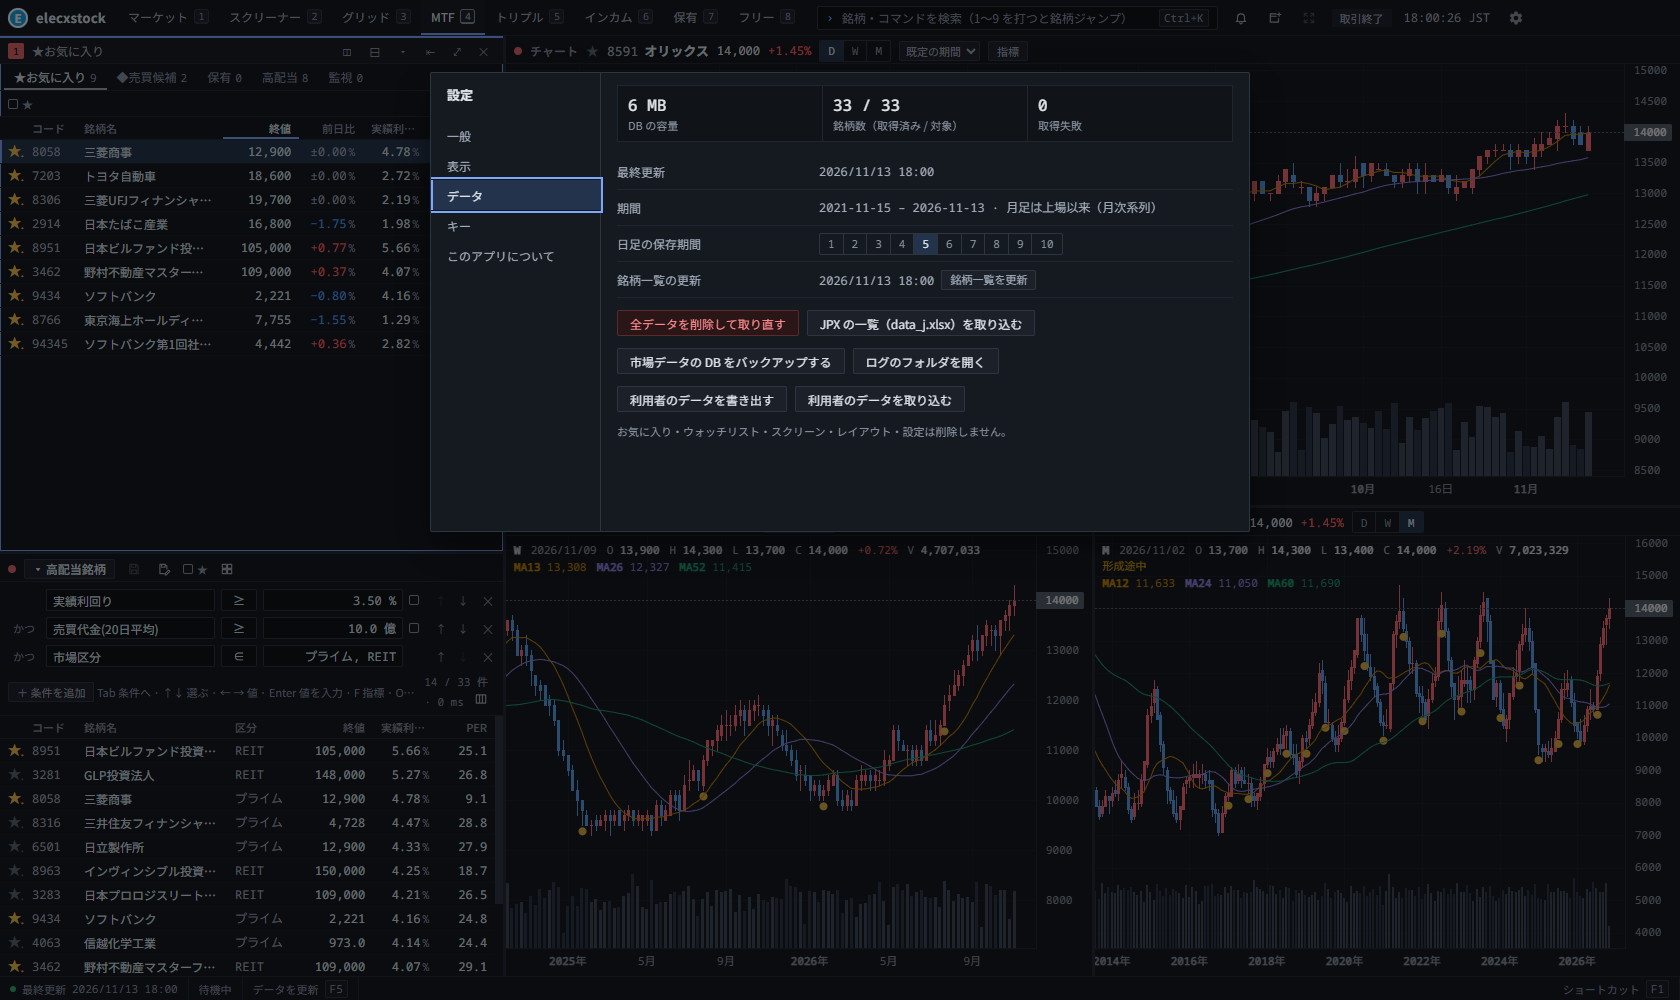 elecxstock マーケット 1 スクリーナー 2 グリッド 3 MTF 4 トリプル 5 インカム 6 保有 7 フリー 8 › 銘柄・コマンドを検索（1〜9 を打つと銘柄ジャンプ） Ctrl+K 取引終了 18:00:26 JST
1 ★お気に入り
★お気に入り 9 ◆売買候補 2 保有 0 高配当 8 監視 0
★
コード 銘柄名 終値 前日比 実績利…
8058 三菱商事 12,900 ±0.00% 4.78%
7203 トヨタ自動車 18,600 ±0.00% 2.72%
8306 三菱UFJフィナンシャ… 19,700 ±0.00% 2.19%
2914 日本たばこ産業 16,800 −1.75% 1.98%
8951 日本ビルファンド投… 105,000 +0.77% 5.66%
3462 野村不動産マスター… 109,000 +0.37% 4.07%
9434 ソフトバンク 2,221 −0.80% 4.16%
8766 東京海上ホールディ… 7,755 −1.55% 1.29%
94345 ソフトバンク第1回社… 4,442 +0.36% 2.82%
チャート ★ 8591 オリックス 14,000 +1.45% D W M 既定の期間 指標
15000
14500
14000
13500
13000
12500
12000
11500
11000
10500
10000
9500
9000
8500
10月 16日 11月
設定
一般
表示
データ
キー
このアプリについて
6 MB
DB の容量
33 / 33
銘柄数（取得済み / 対象）
0
取得失敗
最終更新 2026/11/13 18:00
期間 2021-11-15 – 2026-11-13 · 月足は上場以来（月次系列）
日足の保存期間 1 2 3 4 5 6 7 8 9 10
銘柄一覧の更新 2026/11/13 18:00 銘柄一覧を更新
全データを削除して取り直す JPX の一覧（data_j.xlsx）を取り込む
市場データの DB をバックアップする ログのフォルダを開く
利用者のデータを書き出す 利用者のデータを取り込む
お気に入り・ウォッチリスト・スクリーン・レイアウト・設定は削除しません。
高配当銘柄 ★
実績利回り ≥ 3.50 %
かつ 売買代金(20日平均) ≥ 10.0 億
かつ 市場区分 ∈ プライム, REIT
＋条件を追加 Tab 条件へ · ↑↓ 選ぶ · ←→ 値 · Enter 値を入力 · F 指標 · O… 14 / 33 件 · 0 ms
コード 銘柄名 区分 終値 実績利… PER
8951 日本ビルファンド投資… REIT 105,000 5.66% 25.1
3281 GLP投資法人 REIT 148,000 5.27% 26.8
8058 三菱商事 プライム 12,900 4.78% 9.1
8316 三井住友フィナンシャ… プライム 4,728 4.47% 28.8
6501 日立製作所 プライム 12,900 4.33% 27.9
8963 インヴィンシブル投資… REIT 150,000 4.25% 18.7
3283 日本プロロジスリート… REIT 109,000 4.21% 26.5
9434 ソフトバンク プライム 2,221 4.16% 24.8
4063 信越化学工業 プライム 973.0 4.14% 24.4
3462 野村不動産マスターフ… REIT 109,000 4.07% 29.1
W 2026/11/09 O 13,900 H 14,300 L 13,700 C 14,000 +0.72% V 4,707,033
MA13 13,308 MA26 12,327 MA52 11,415
15000
14000
13000
12000
11000
10000
9000
8000
2025年 5月 9月 2026年 5月 9月
14,000 +1.45% D W M
M 2026/11/02 O 13,700 H 14,300 L 13,400 C 14,000 +2.19% V 7,023,329
形成途中
MA12 11,633 MA24 11,050 MA60 11,690
16000
15000
14000
13000
12000
11000
10000
9000
8000
7000
6000
5000
4000
2014年 2016年 2018年 2020年 2022年 2024年 2026年
最終更新 2026/11/13 18:00 待機中 データを更新 F5 ショートカット F1